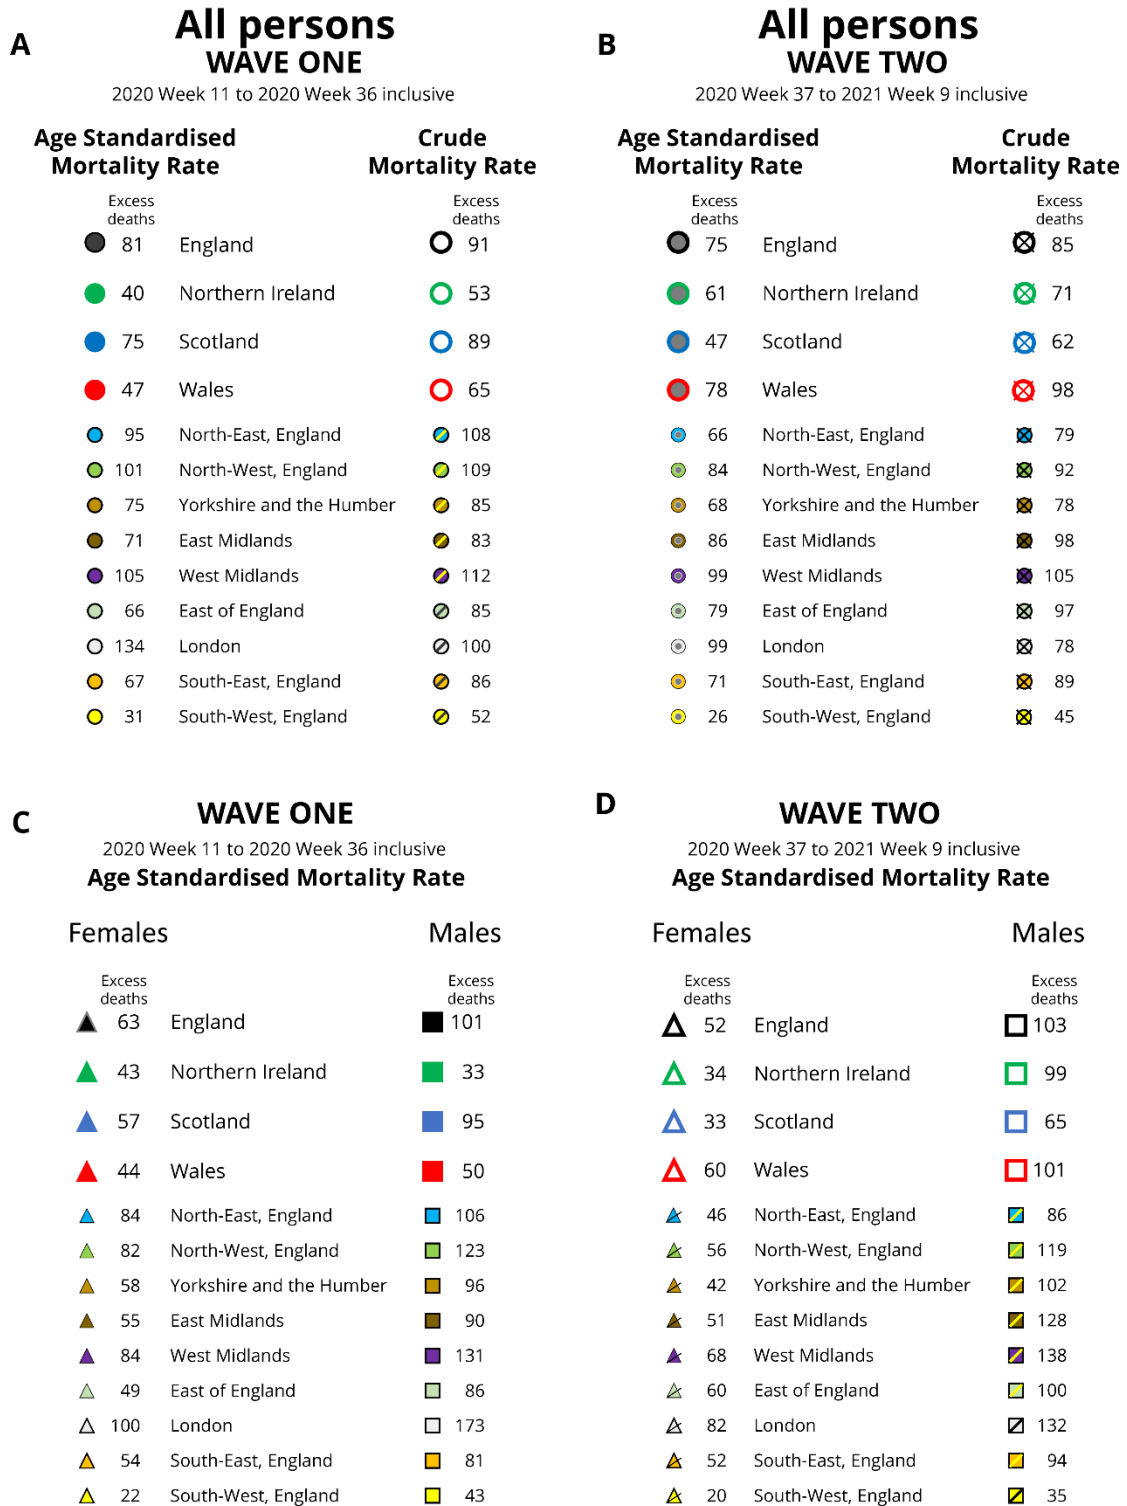 A
All persons
WAVE ONE
2020 Week 11 to 2020 Week 36 inclusive
Age Standardised Crude
Mortality Rate Mortality Rate
Excess Excess
deaths deaths
81 England 91
40 Northern Ireland 53
75 Scotland 89
47 Wales 65
95 North-East, England 108
101 North-West, England 109
75 Yorkshire and the Humber 85
71 East Midlands 83
105 West Midlands 112
66 East of England 85
134 London 100
67 South-East, England 86
31 South-West, England 52
B
All persons
WAVE TWO
2020 Week 37 to 2021 Week 9 inclusive
Age Standardised Crude
Mortality Rate Mortality Rate
Excess Excess
deaths deaths
75 England 85
61 Northern Ireland 71
47 Scotland 62
78 Wales 98
66 North-East, England 79
84 North-West, England 92
68 Yorkshire and the Humber 78
86 East Midlands 98
99 West Midlands 105
79 East of England 97
99 London 78
71 South-East, England 89
26 South-West, England 45
C
WAVE ONE
2020 Week 11 to 2020 Week 36 inclusive
Age Standardised Mortality Rate
Females Males
Excess Excess
deaths deaths
63 England 101
43 Northern Ireland 33
57 Scotland 95
44 Wales 50
84 North-East, England 106
82 North-West, England 123
58 Yorkshire and the Humber 96
55 East Midlands 90
84 West Midlands 131
49 East of England 86
100 London 173
54 South-East, England 81
22 South-West, England 43
D
WAVE TWO
2020 Week 37 to 2021 Week 9 inclusive
Age Standardised Mortality Rate
Females Males
Excess Excess
deaths deaths
52 England 103
34 Northern Ireland 99
33 Scotland 65
60 Wales 101
46 North-East, England 86
56 North-West, England 119
42 Yorkshire and the Humber 102
51 East Midlands 128
68 West Midlands 138
60 East of England 100
82 London 132
52 South-East, England 94
20 South-West, England 35